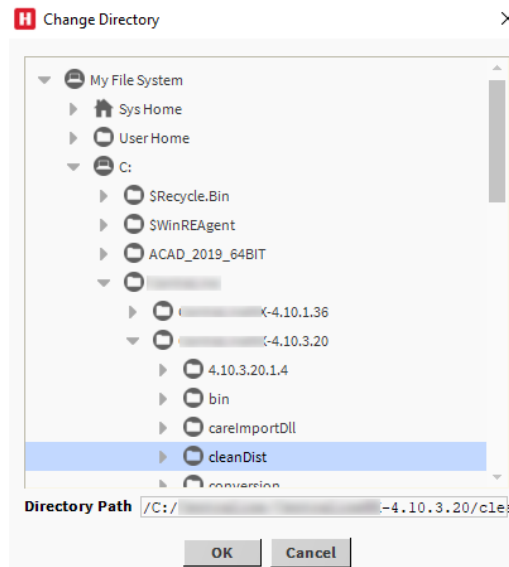 H Change Directory
My File System
Sys Home
User Home
C:
$Recycle.Bin
$WinREAgent
ACAD_2019_64BIT
-4.10.1.36
-4.10.3.20
4.10.3.20.1.4
bin
careImportDll
cleanDist
conversion
Directory Path /C:/ -4.10.3.20/cle
OK Cancel